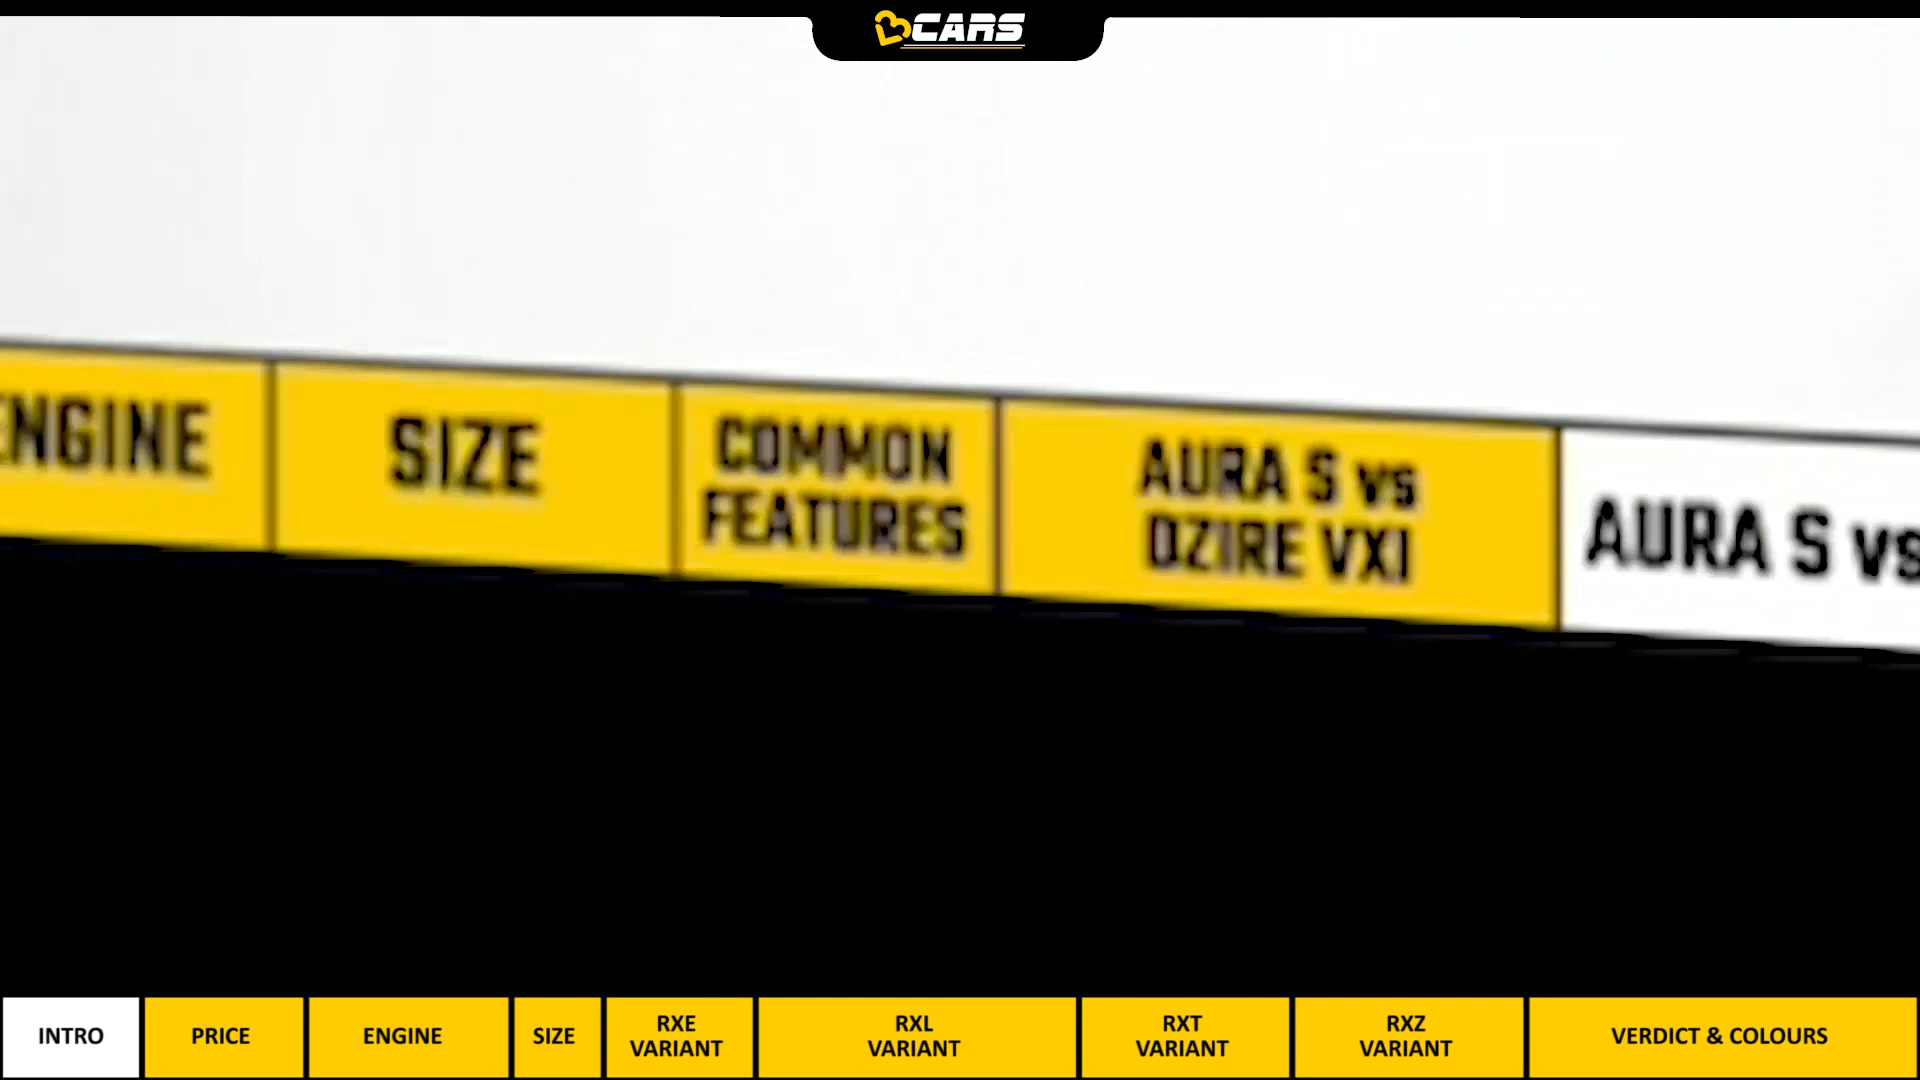 CARS
ENGINE
SIZE
COMMON
FEATURES
AURA S vs
DZIRE VXI
AURA S vs
INTRO
PRICE
ENGINE
SIZE
RXE
VARIANT
RXL
VARIANT
RXT
VARIANT
RXZ
VARIANT
VERDICT & COLOURS